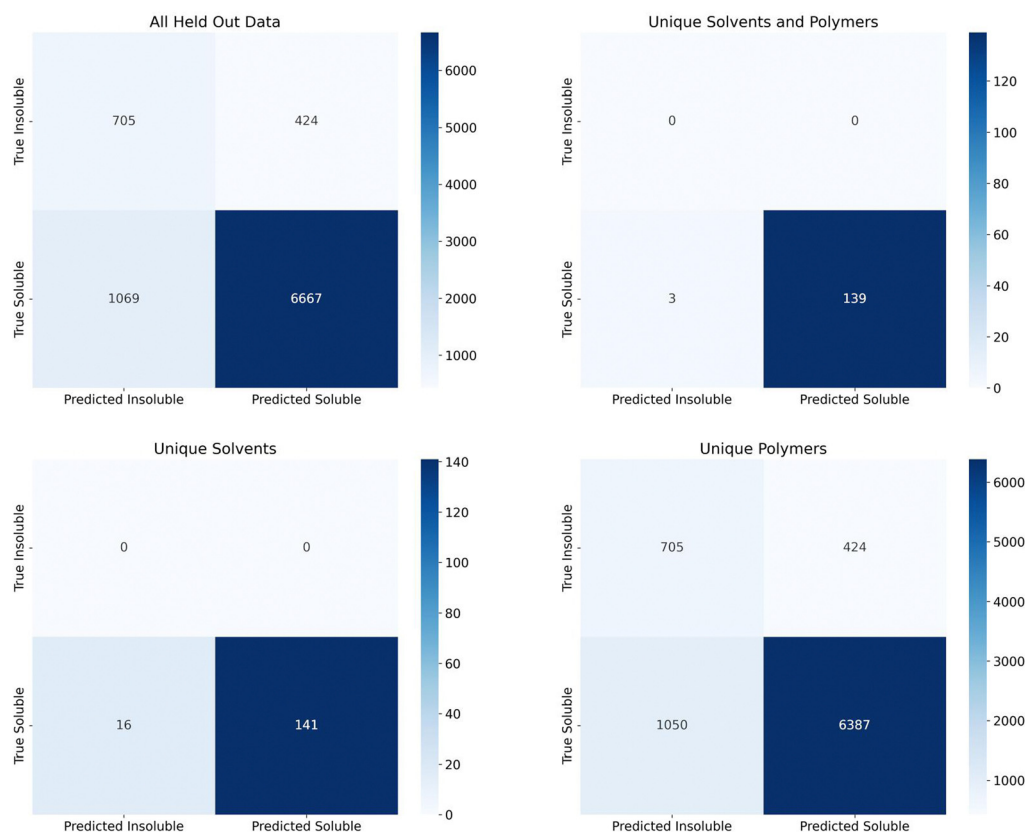 All Held Out Data
True Insoluble
True Soluble
705
424
1069
6667
Predicted Insoluble
Predicted Soluble
6000
5000
4000
3000
2000
1000
Unique Solvents and Polymers
True Insoluble
True Soluble
0
0
3
139
Predicted Insoluble
Predicted Soluble
120
100
80
60
40
20
0
Unique Solvents
True Insoluble
True Soluble
0
0
16
141
Predicted Insoluble
Predicted Soluble
140
120
100
80
60
40
20
0
Unique Polymers
True Insoluble
True Soluble
705
424
1050
6387
Predicted Insoluble
Predicted Soluble
6000
5000
4000
3000
2000
1000